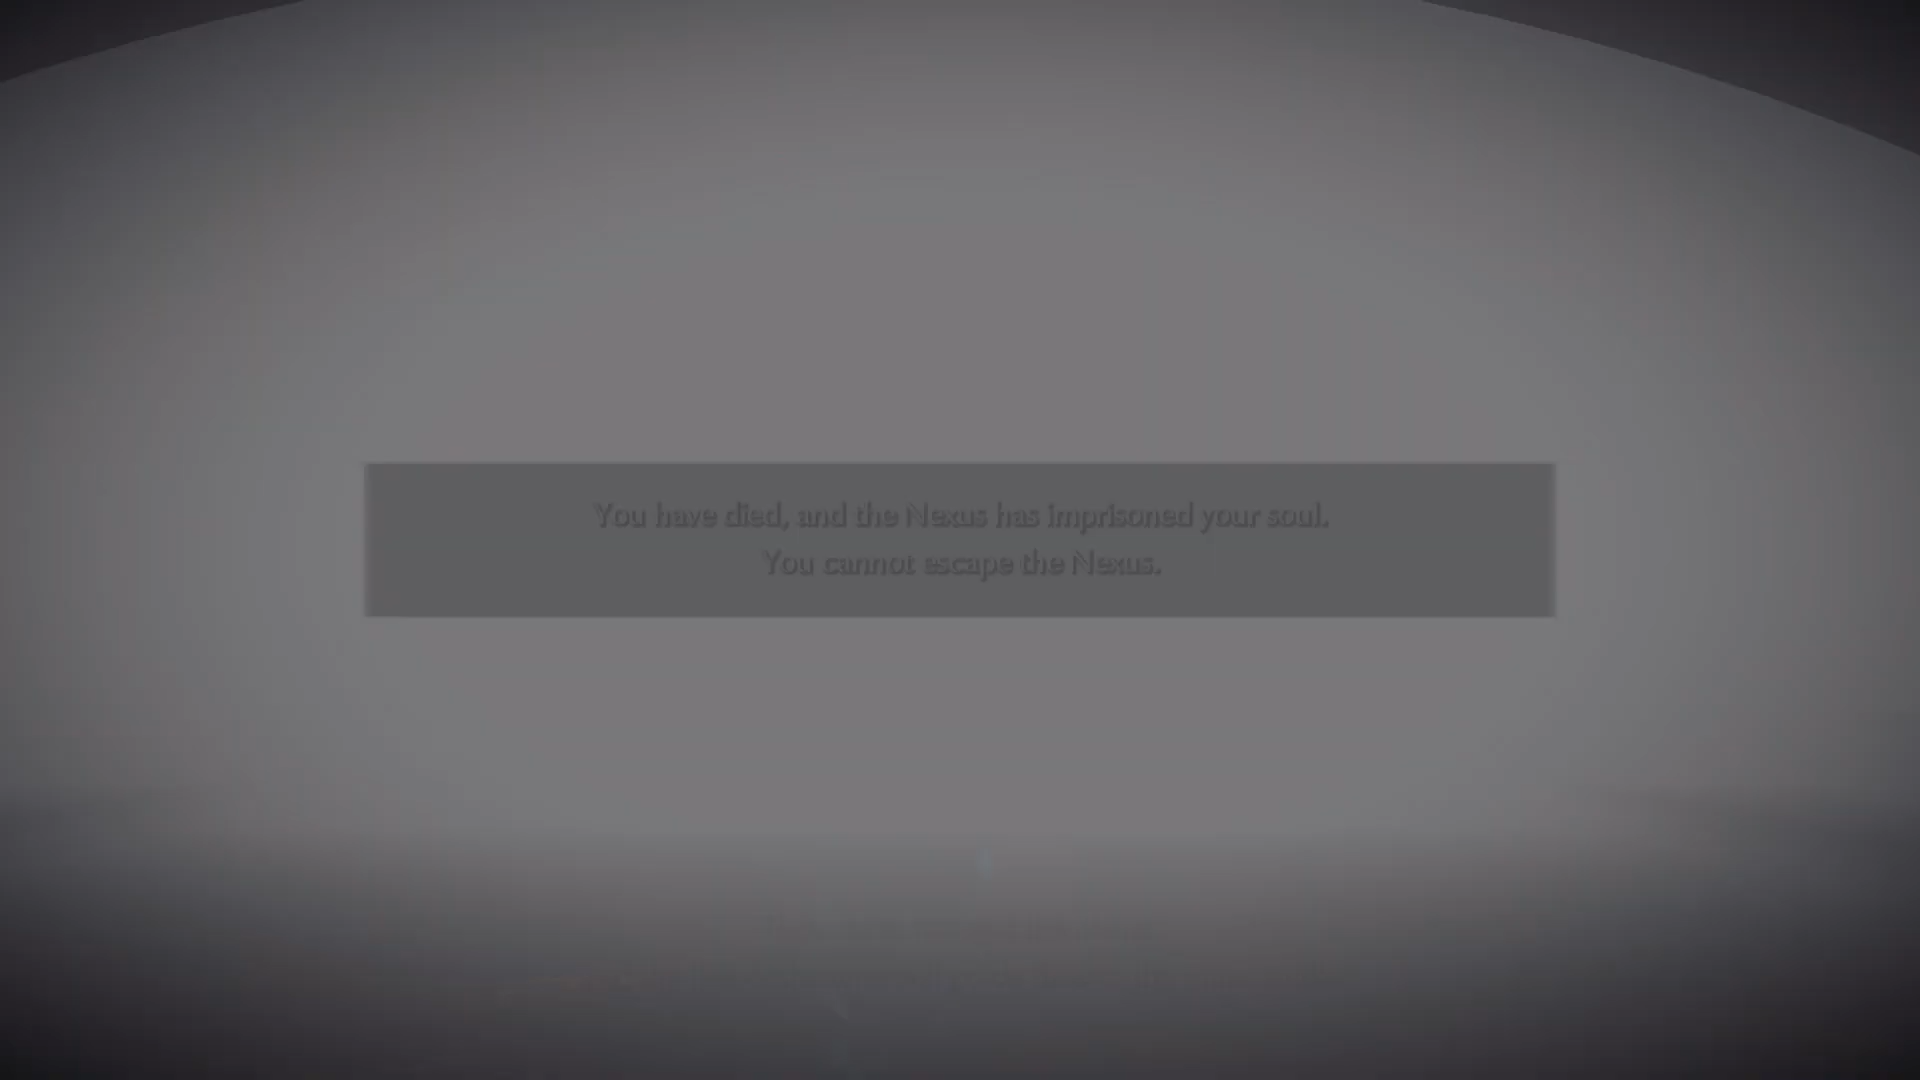 You have died, and the Nexus has imprisoned your soul.
You cannot escape the Nexus.